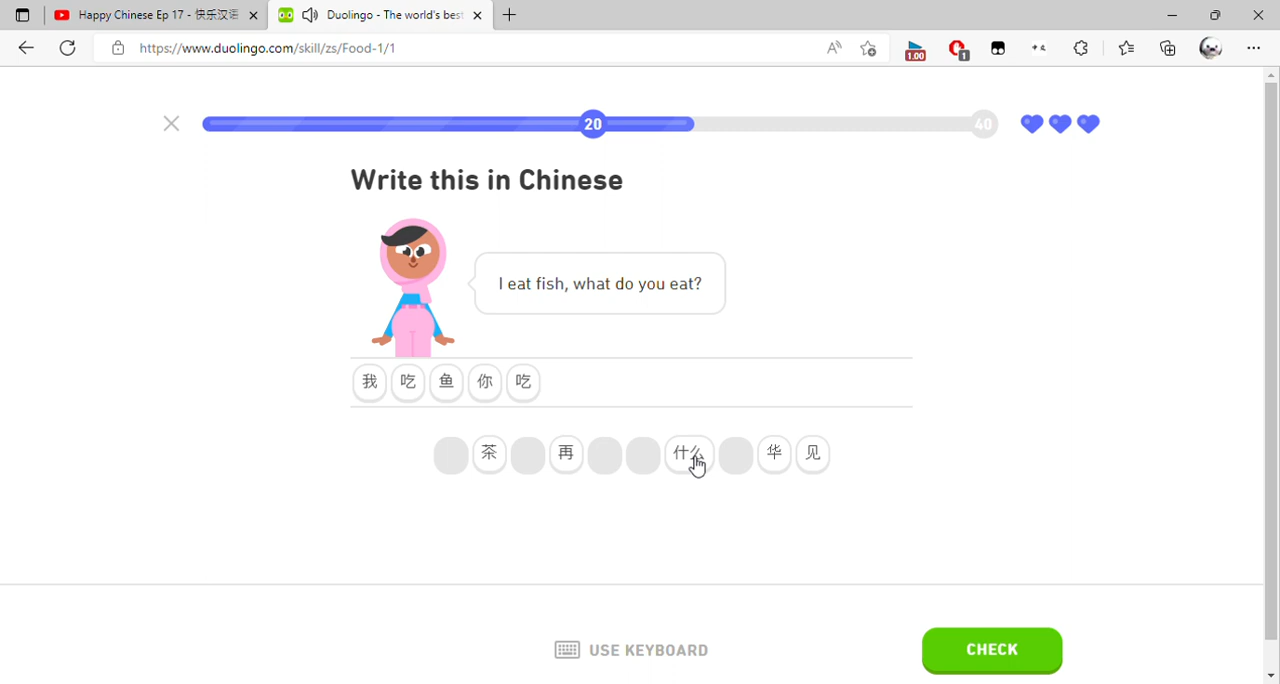 Happy Chinese Ep 17 - 快乐汉语
Duolingo - The world's best
https://www.duolingo.com/skill/zs/Food-1/1
1.00
1
20
40
Write this in Chinese
I eat fish, what do you eat?
我 吃 鱼 你 吃
茶 再 什么 华 见
USE KEYBOARD
CHECK